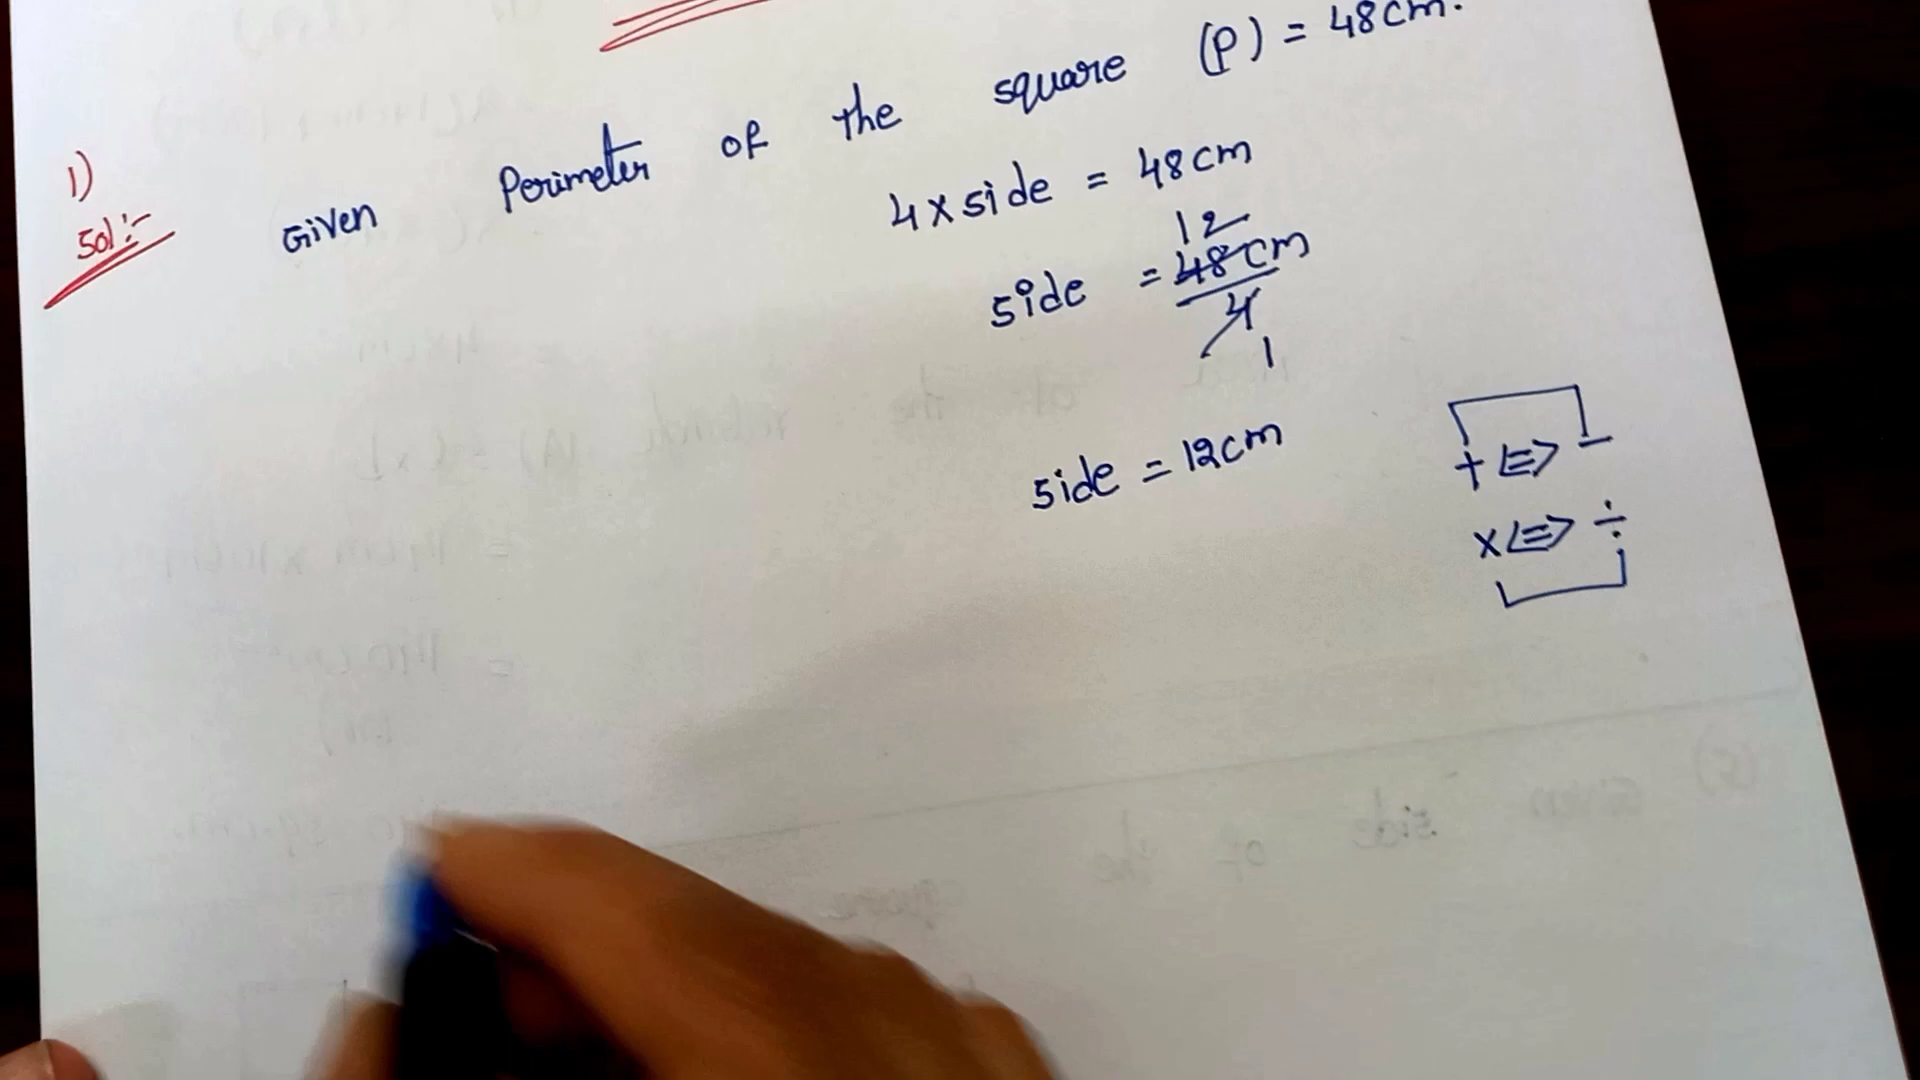 1)
Sol:-
Given Perimeter of the square (P) = 48cm.
4 x side = 48cm
12
side = 48cm
4
1
side = 12cm
+ <=> -
x <=> ÷